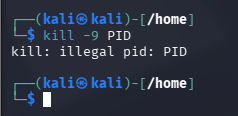 ┌──(kali㉿kali)-[/home]
└─$ kill -9 PID
kill: illegal pid: PID

┌──(kali㉿kali)-[/home]
└─$